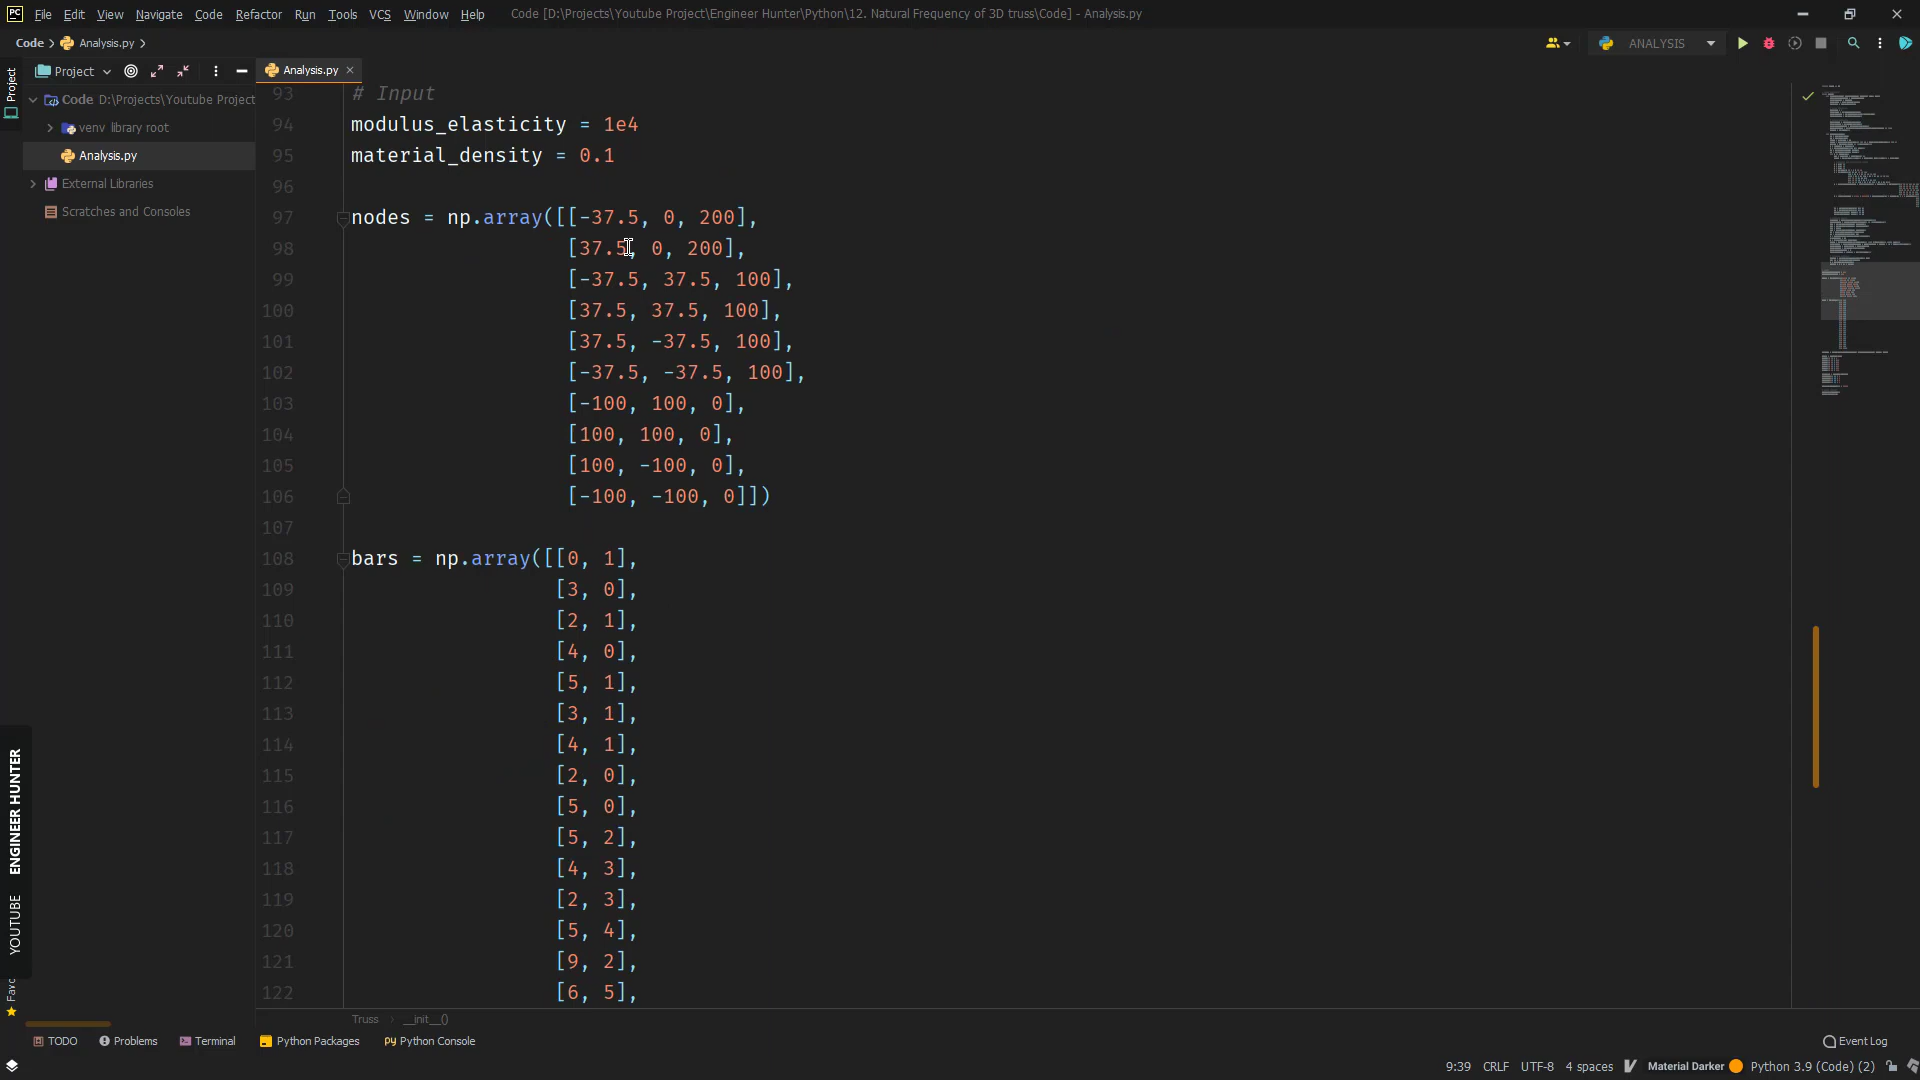 File Edit View Navigate Code Refactor Run Tools VCS Window Help Code [D:\Projects\Youtube Project\Engineer Hunter\Python\12. Natural Frequency of 3D truss\Code] - Analysis.py
Code Analysis.py
ANALYSIS
Project
Project
Analysis.py
Code D:\Projects\Youtube Project
venv library root
Analysis.py
External Libraries
Scratches and Consoles
93 # Input
94 modulus_elasticity = 1e4
95 material_density = 0.1
96
97 nodes = np.array([[-37.5, 0, 200],
98 [37.5, 0, 200],
99 [-37.5, 37.5, 100],
100 [37.5, 37.5, 100],
101 [37.5, -37.5, 100],
102 [-37.5, -37.5, 100],
103 [-100, 100, 0],
104 [100, 100, 0],
105 [100, -100, 0],
106 [-100, -100, 0]])
107
108 bars = np.array([[0, 1],
109 [3, 0],
110 [2, 1],
111 [4, 0],
112 [5, 1],
113 [3, 1],
114 [4, 1],
115 [2, 0],
116 [5, 0],
117 [5, 2],
118 [4, 3],
119 [2, 3],
120 [5, 4],
121 [9, 2],
122 [6, 5],
YOUTUBE ENGINEER HUNTER
Favo
Truss __init__()
TODO Problems Terminal Python Packages Python Console Event Log
9:39 CRLF UTF-8 4 spaces Material Darker Python 3.9 (Code) (2)